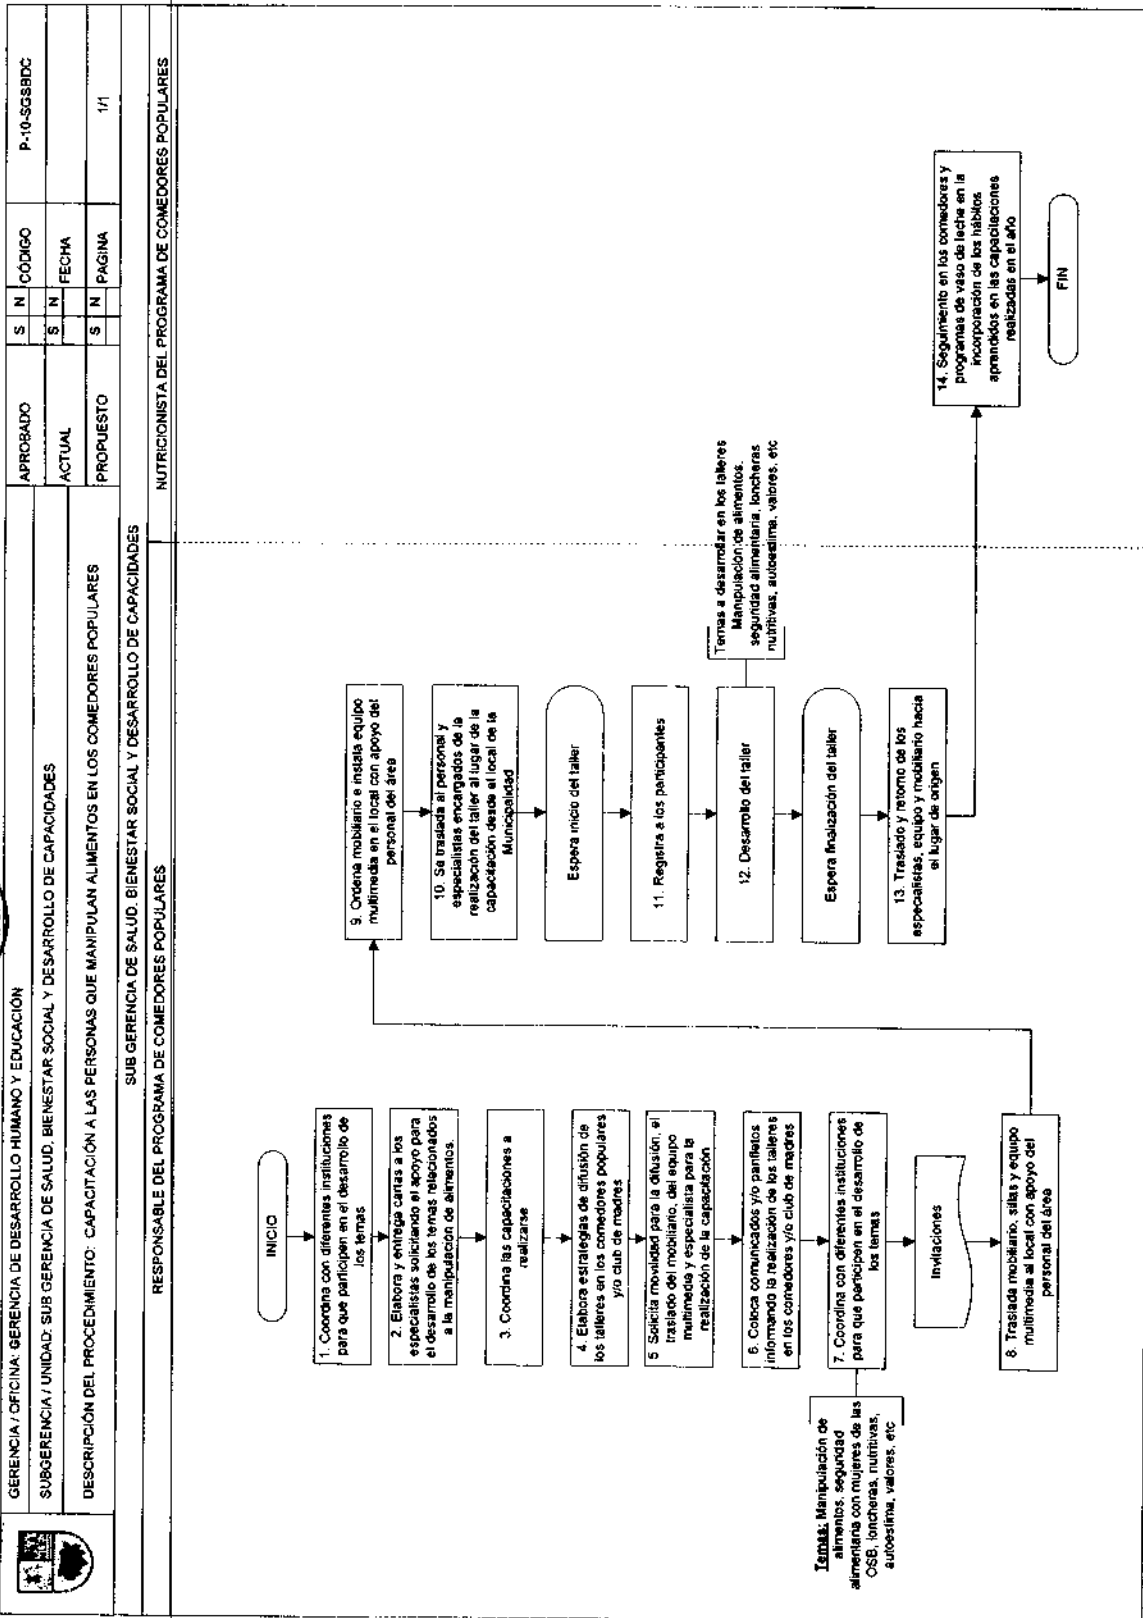 GERENCIA / OFICINA: GERENCIA DE DESARROLLO HUMANO Y EDUCACIÓN
APROBADO
S N
CÓDIGO
P-10-SGSBDC
SUBGERENCIA / UNIDAD: SUB GERENCIA DE SALUD, BIENESTAR SOCIAL Y DESARROLLO DE CAPACIDADES
ACTUAL
S N
FECHA
DESCRIPCIÓN DEL PROCEDIMIENTO: CAPACITACIÓN A LAS PERSONAS QUE MANIPULAN ALIMENTOS EN LOS COMEDORES POPULARES
PROPUESTO
S N
PAGINA
1/1
SUB GERENCIA DE SALUD, BIENESTAR SOCIAL Y DESARROLLO DE CAPACIDADES
RESPONSABLE DEL PROGRAMA DE COMEDORES POPULARES
NUTRICIONISTA DEL PROGRAMA DE COMEDORES POPULARES
INICIO
1. Coordina con diferentes instituciones
para que participen en el desarrollo de
los temas
2. Elabora y entrega cartas a los
especialistas solicitando el apoyo para
el desarrollo de los temas relacionados
a la manipulación de alimentos.
3. Coordina las capacitaciones a
realizarse
4. Elabora estrategias de difusión de
los talleres en los comedores populares
y/o club de madres
5 Solicita movilidad para la difusión, el
traslado del mobiliario, del equipo
multimedia y especialista para la
realización de la capacitación
6. Coloca comunicados y/o panfletos
informando la realización de los talleres
en los comedores y/o club de madres
7. Coordina con diferentes instituciones
para que participen en el desarrollo de
los temas
Temas: Manipulación de
alimentos, seguridad
alimentaria con mujeres de las
OSB, loncheras, nutritivas,
autoestima, valores, etc
Invitaciones
8. Traslada mobiliario, sillas y equipo
multimedia al local con apoyo del
personal del área
9. Ordena mobiliario e instala equipo
multimedia en el local con apoyo del
personal del área
10. Se traslada al personal y
especialistas encargados de la
realización del taller al lugar de la
capacitación desde el local de la
Municipalidad
Espera inicio del taller
11. Registra a los participantes
12. Desarrollo del taller
Temas a desarrollar en los talleres
Manipulación de alimentos.
seguridad alimentaria, loncheras
nutritivas, autoestima, valores, etc
Espera finalización del taller
13. Traslado y retorno de los
especialistas, equipo y mobiliario hacia
el lugar de origen
14. Seguimiento en los comedores y
programas de vaso de leche en la
incorporación de los hábitos
aprendidos en las capacitaciones
realizadas en el año
FIN